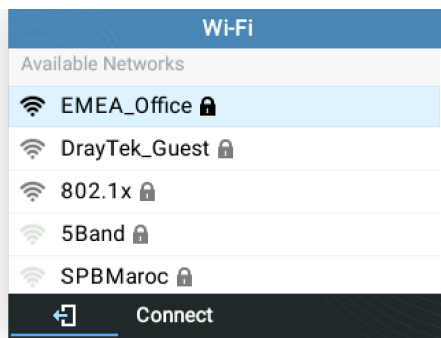 Wi-Fi
Available Networks
EMEA_Office
DrayTek_Guest
802.1x
5Band
SPBMaroc
Connect